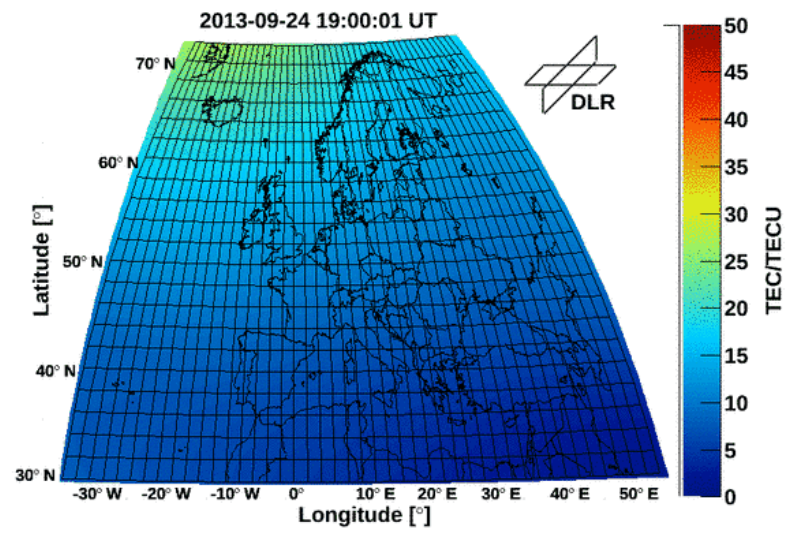 2013-09-24 19:00:01 UT
70° N
60° N
50° N
40° N
30° N
Latitude [°]
-30° W -20° W -10° W 0° 10° E 20° E 30° E 40° E 50° E
Longitude [°]
DLR
50
45
40
35
30
25
20
15
10
5
0
TEC/TECU